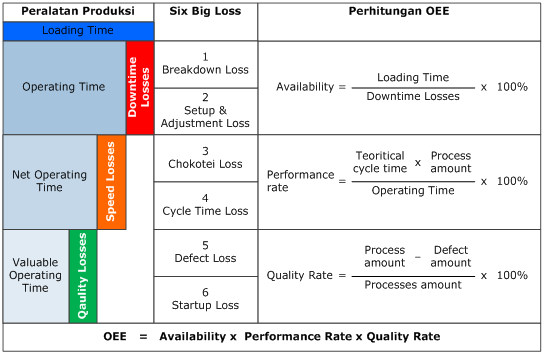 Peralatan Produksi
Six Big Loss
Perhitungan OEE
Loading Time
Operating Time
Downtime
Losses
1
Breakdown Loss
2
Setup &
Adjustment Loss
Availability = Loading Time x 100%
Downtime Losses
Net Operating
Time
Speed Losses
3
Chokotei Loss
4
Cycle Time Loss
Performance
rate
=
Teoritical
cycle time
x
Process
amount
Operating Time
x 100%
Valuable
Operating
Time
Qaulity Losses
5
Defect Loss
6
Startup Loss
Quality Rate =
Process
amount
–
Defect
amount
Processes amount
x 100%
OEE = Availability x Performance Rate x Quality Rate